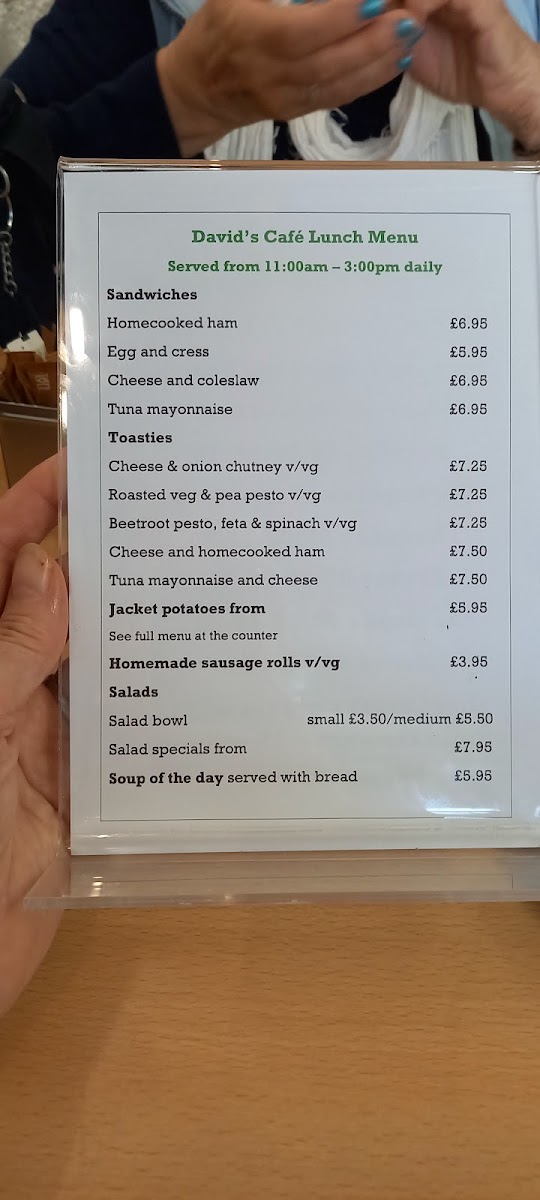 David's Café Lunch Menu
Served from 11:00am – 3:00pm daily
Sandwiches
Homecooked ham £6.95
Egg and cress £5.95
Cheese and coleslaw £6.95
Tuna mayonnaise £6.95
Toasties
Cheese & onion chutney v/vg £7.25
Roasted veg & pea pesto v/vg £7.25
Beetroot pesto, feta & spinach v/vg £7.25
Cheese and homecooked ham £7.50
Tuna mayonnaise and cheese £7.50
Jacket potatoes from £5.95
See full menu at the counter
Homemade sausage rolls v/vg £3.95
Salads
Salad bowl small £3.50/medium £5.50
Salad specials from £7.95
Soup of the day served with bread £5.95